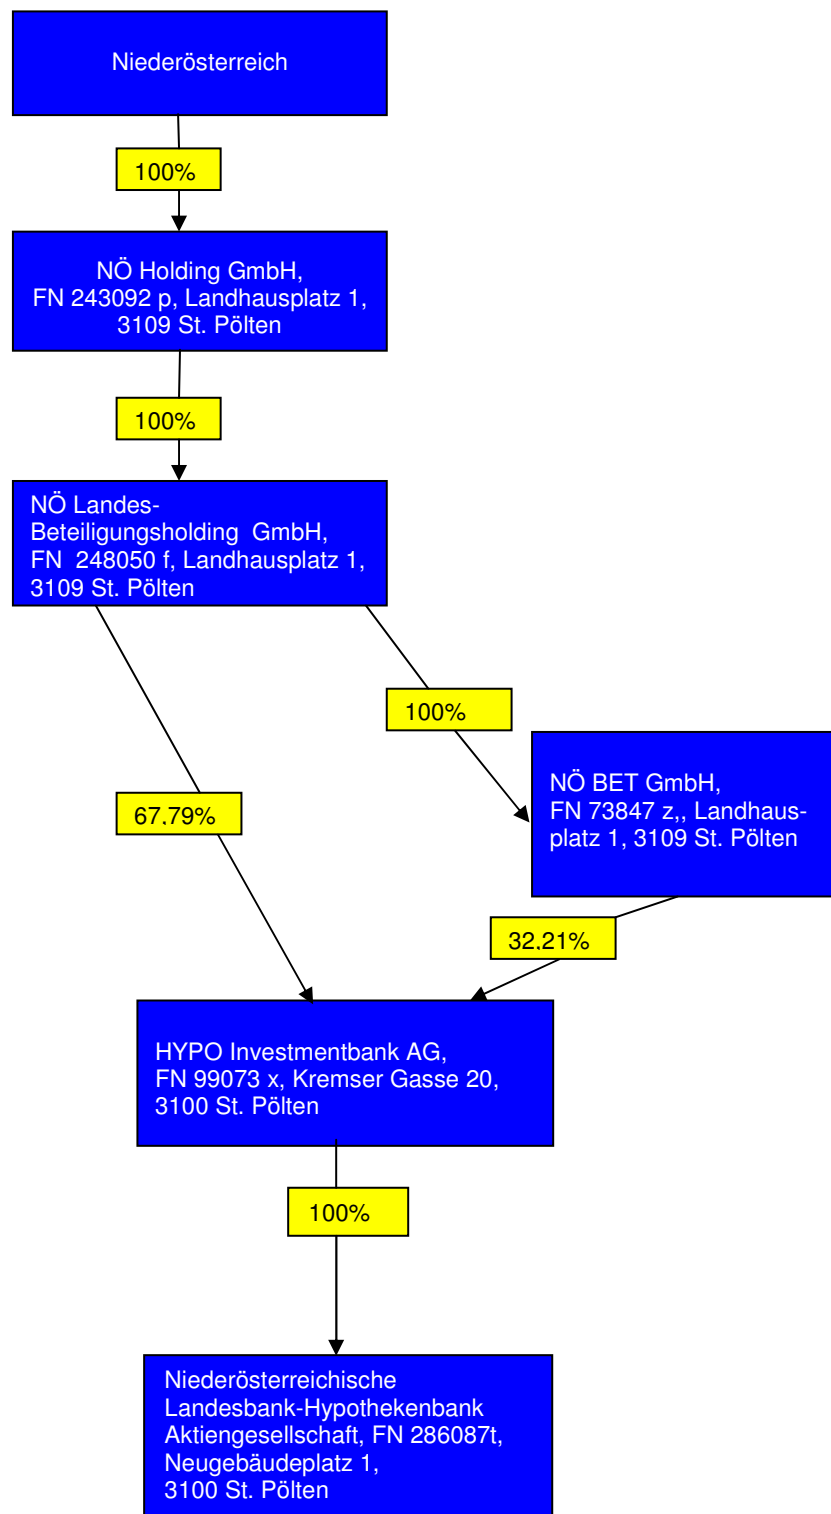 Niederösterreich
100%
NÖ Holding GmbH,
FN 243092 p, Landhausplatz 1,
3109 St. Pölten
100%
NÖ Landes-
Beteiligungsholding  GmbH,
FN  248050 f, Landhausplatz 1,
3109 St. Pölten
100%
NÖ BET GmbH,
FN 73847 z,, Landhaus-
platz 1, 3109 St. Pölten
67,79%
32,21%
HYPO Investmentbank AG,
FN 99073 x, Kremser Gasse 20,
3100 St. Pölten
100%
Niederösterreichische
Landesbank-Hypothekenbank
Aktiengesellschaft, FN 286087t,
Neugebäudeplatz 1,
3100 St. Pölten